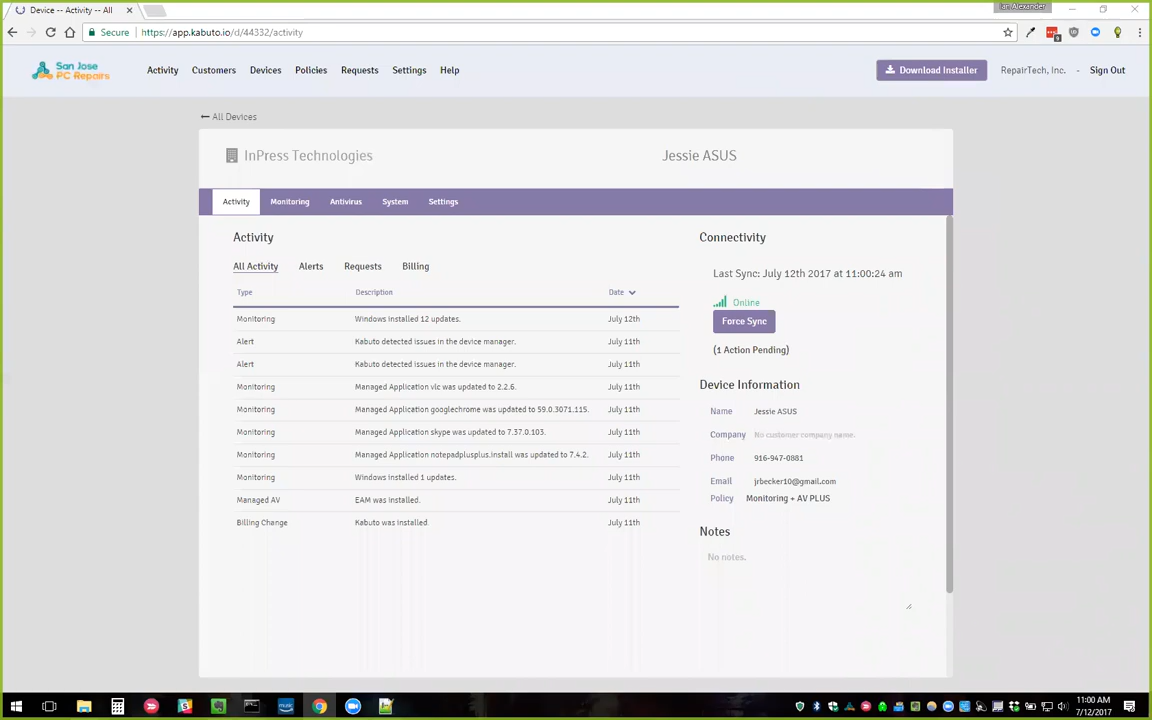 Device -- Activity -- All
Ian Alexander
Secure
https://app.kabuto.io/d/44332/activity
San Jose
PC Repairs
Activity Customers Devices Policies Requests Settings Help
Download Installer
RepairTech, Inc. - Sign Out
All Devices
InPress Technologies
Jessie ASUS
Activity Monitoring Antivirus System Settings
Activity
All Activity Alerts Requests Billing
Type Description Date
Monitoring Windows installed 12 updates. July 12th
Alert Kabuto detected issues in the device manager. July 11th
Alert Kabuto detected issues in the device manager. July 11th
Monitoring Managed Application vlc was updated to 2.2.6. July 11th
Monitoring Managed Application googlechrome was updated to 59.0.3071.115. July 11th
Monitoring Managed Application skype was updated to 7.37.0.103. July 11th
Monitoring Managed Application notepadplusplus.install was updated to 7.4.2. July 11th
Monitoring Windows installed 1 updates. July 11th
Managed AV EAM was installed. July 11th
Billing Change Kabuto was installed. July 11th
Connectivity
Last Sync: July 12th 2017 at 11:00:24 am
Online
Force Sync
(1 Action Pending)
Device Information
Name Jessie ASUS
Company No customer company name.
Phone 916-947-0881
Email jrbecker10@gmail.com
Policy Monitoring + AV PLUS
Notes
No notes.
music
11:00 AM
7/12/2017